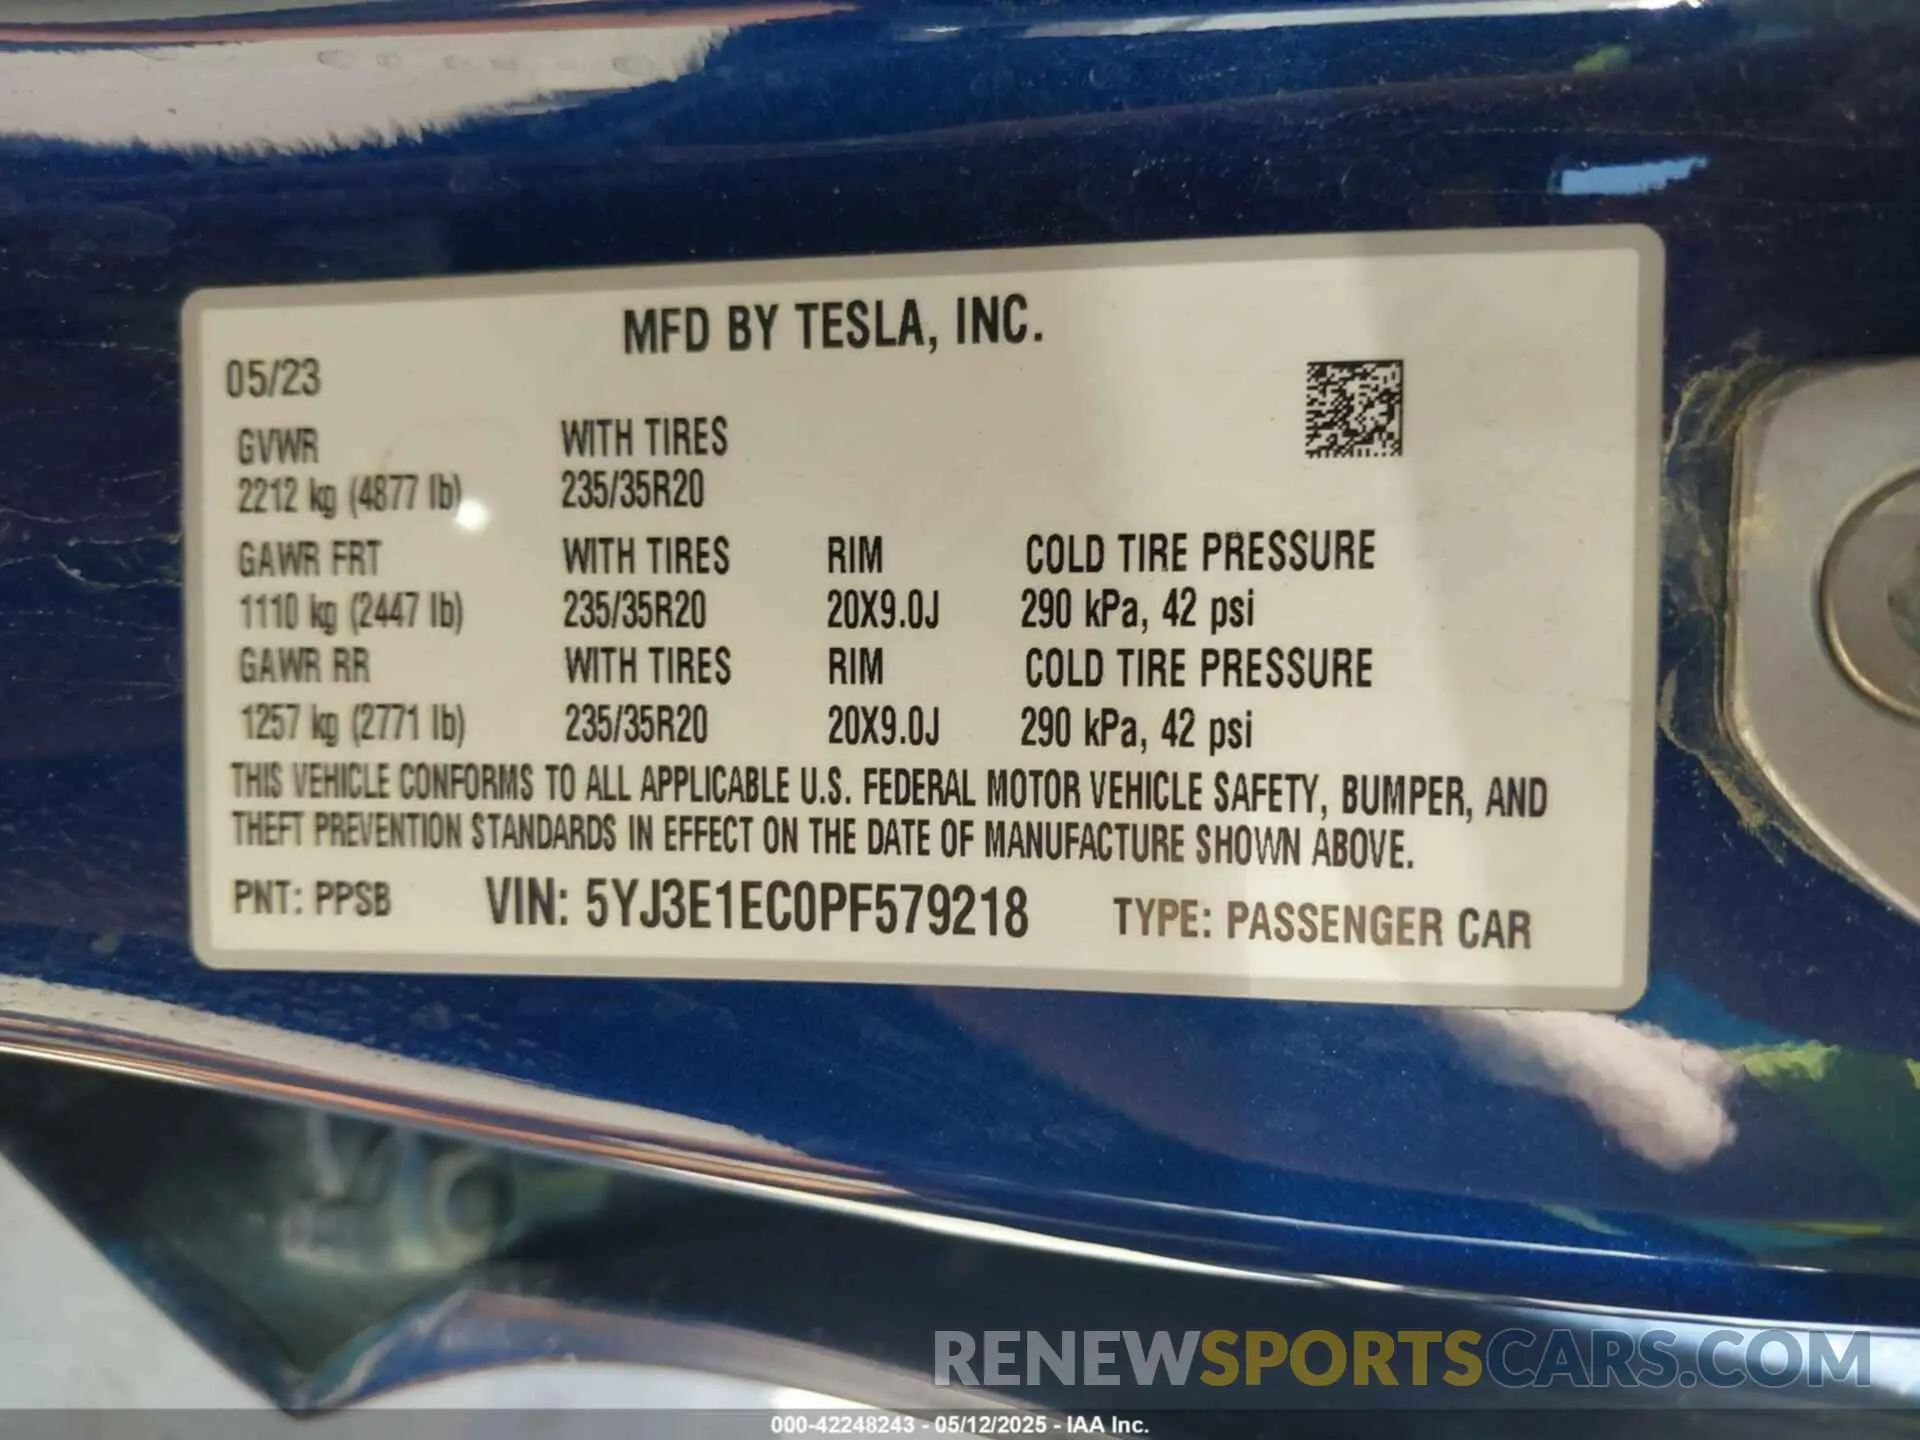 MFD BY TESLA, INC.
05/23
GVWR WITH TIRES
2212 kg (4877 lb) 235/35R20
GAWR FRT WITH TIRES RIM COLD TIRE PRESSURE
1110 kg (2447 lb) 235/35R20 20X9.0J 290 kPa, 42 psi
GAWR RR WITH TIRES RIM COLD TIRE PRESSURE
1257 kg (2771 lb) 235/35R20 20X9.0J 290 kPa, 42 psi
THIS VEHICLE CONFORMS TO ALL APPLICABLE U.S. FEDERAL MOTOR VEHICLE SAFETY, BUMPER, AND
THEFT PREVENTION STANDARDS IN EFFECT ON THE DATE OF MANUFACTURE SHOWN ABOVE.
PNT: PPSB VIN: 5YJ3E1EC0PF579218 TYPE: PASSENGER CAR
RENEWSPORTSCARS.COM
000-42248243 - 05/12/2025 - IAA Inc.